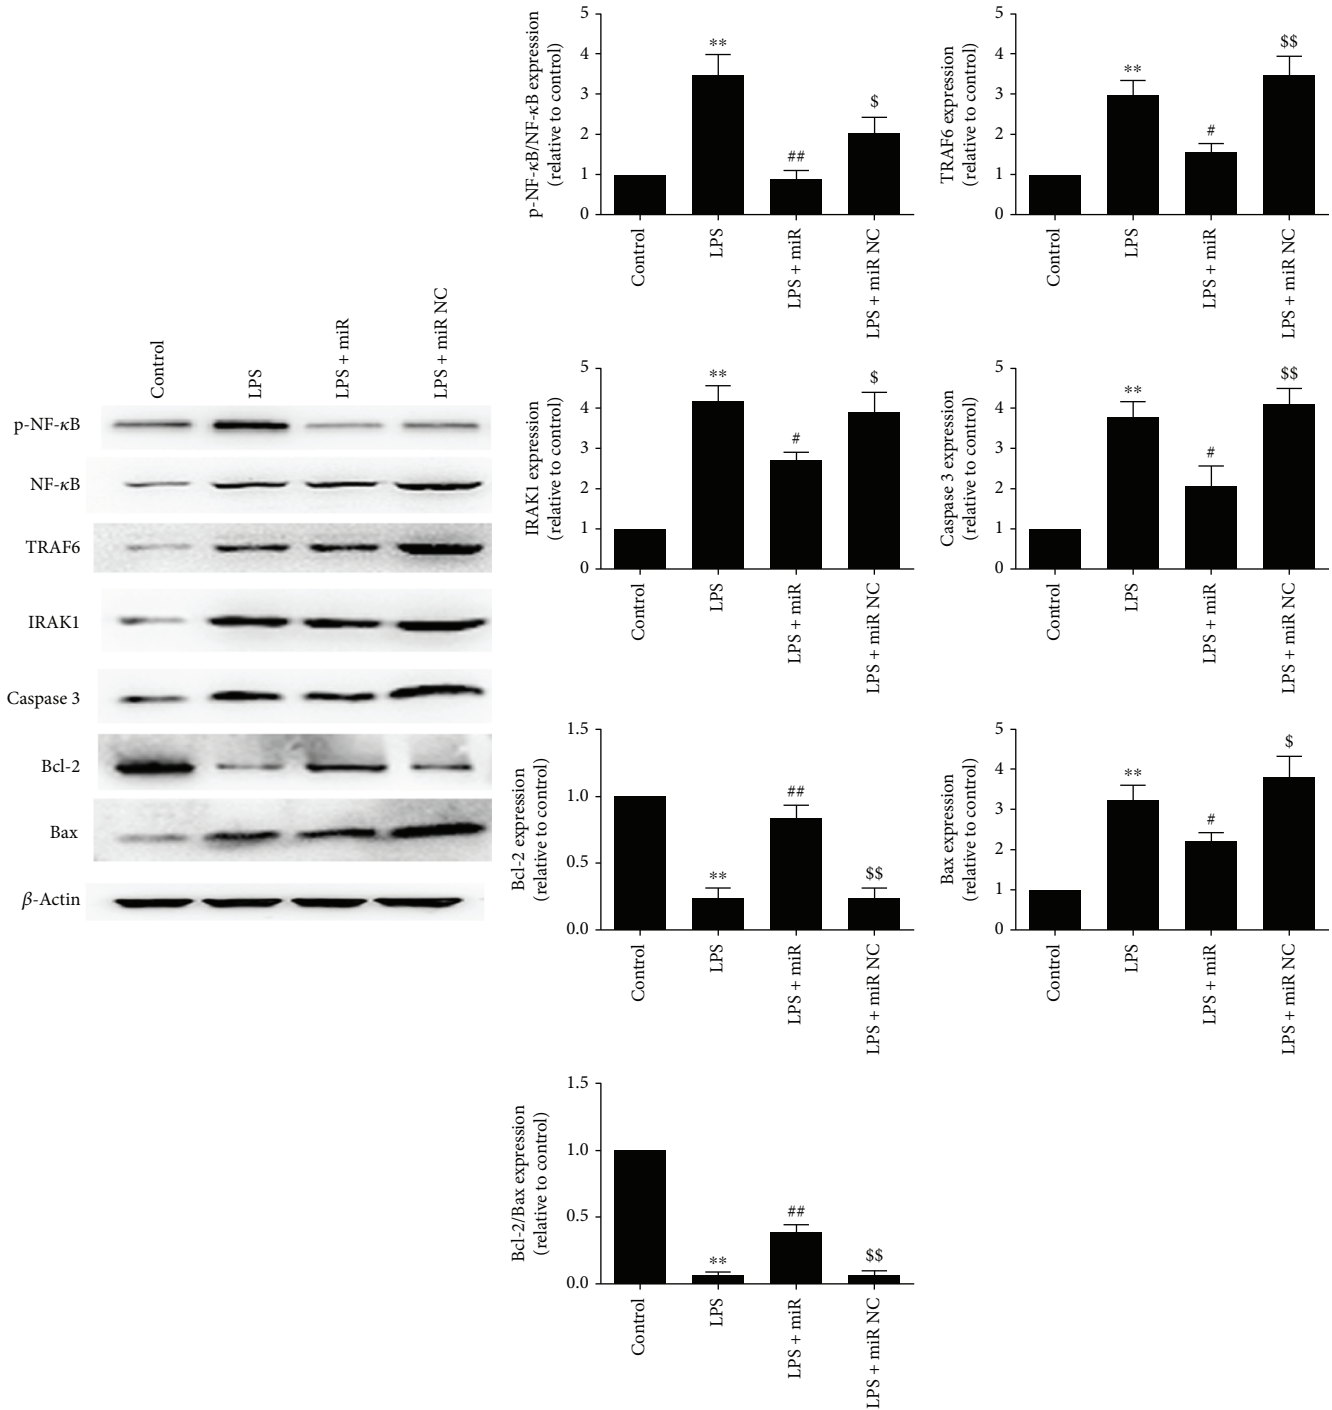 Control
LPS
LPS + miR
LPS + miR NC
p-NF-κB
NF-κB
TRAF6
IRAK1
Caspase 3
Bcl-2
Bax
β-Actin
p-NF-κB/NF-κB expression
(relative to control)
5
4
3
2
1
0
**
##
$
Control
LPS
LPS + miR
LPS + miR NC
TRAF6 expression
(relative to control)
5
4
3
2
1
0
**
#
$$
Control
LPS
LPS + miR
LPS + miR NC
IRAK1 expression
(relative to control)
5
4
3
2
1
0
**
#
$
Control
LPS
LPS + miR
LPS + miR NC
Caspase 3 expression
(relative to control)
5
4
3
2
1
0
**
#
$$
Control
LPS
LPS + miR
LPS + miR NC
Bcl-2 expression
(relative to control)
1.5
1.0
0.5
0.0
**
##
$$
Control
LPS
LPS + miR
LPS + miR NC
Bax expression
(relative to control)
5
4
3
2
1
0
**
#
$
Control
LPS
LPS + miR
LPS + miR NC
Bcl-2/Bax expression
(relative to control)
1.5
1.0
0.5
0.0
**
##
$$
Control
LPS
LPS + miR
LPS + miR NC